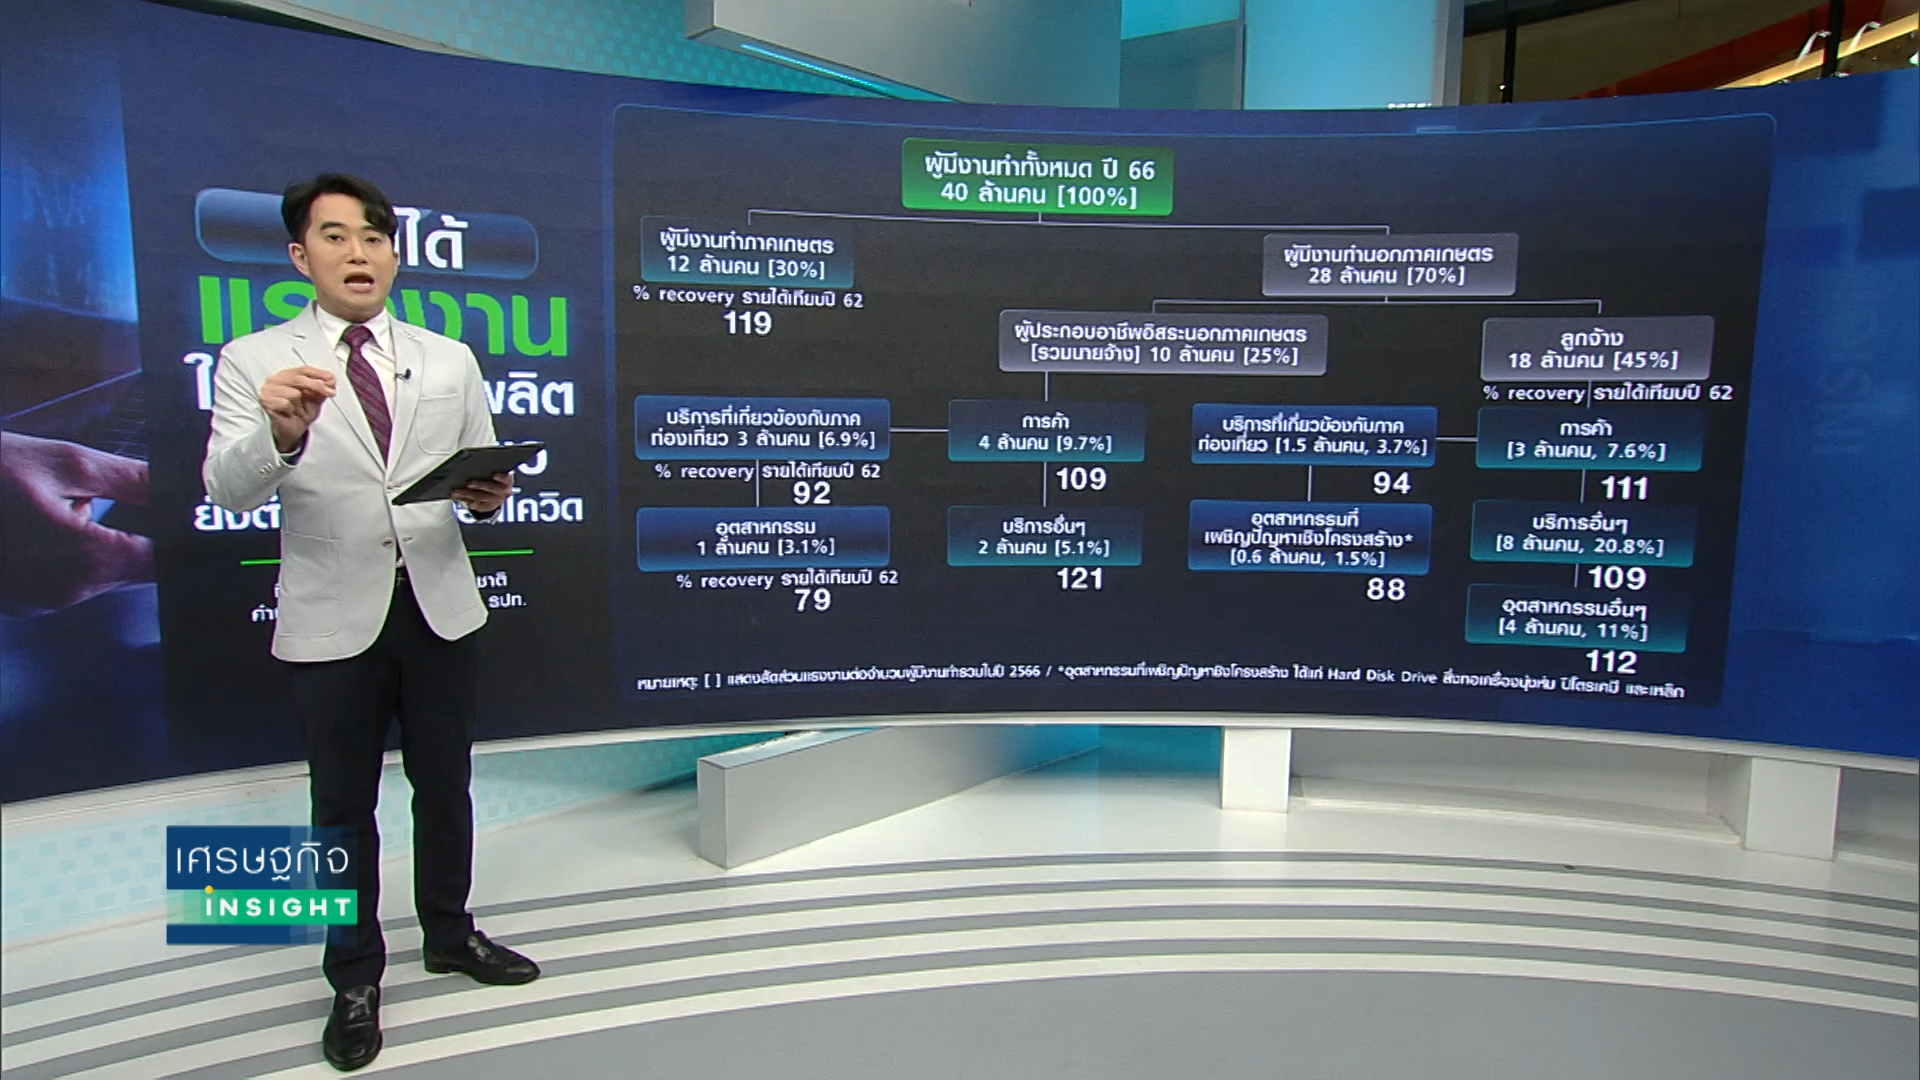 ได้
ยังต
โควิด
ชาติ
ธปท.
ผู้มีงานทำทั้งหมด ปี 66
40 ล้านคน [100%]
ผู้มีงานทำภาคเกษตร
12 ล้านคน [30%]
% recovery รายได้เทียบปี 62
119
ผู้มีงานทำนอกภาคเกษตร
28 ล้านคน [70%]
ผู้ประกอบอาชีพอิสระนอกภาคเกษตร
[รวมนายจ้าง] 10 ล้านคน [25%]
ลูกจ้าง
18 ล้านคน [45%]
% recovery รายได้เทียบปี 62
บริการที่เกี่ยวข้องกับภาค
ท่องเที่ยว 3 ล้านคน [6.9%]
% recovery รายได้เทียบปี 62
92
การค้า
4 ล้านคน [9.7%]
109
บริการที่เกี่ยวข้องกับภาค
ท่องเที่ยว [1.5 ล้านคน, 3.7%]
94
การค้า
[3 ล้านคน, 7.6%]
111
อุตสาหกรรม
1 ล้านคน [3.1%]
% recovery รายได้เทียบปี 62
79
บริการอื่นๆ
2 ล้านคน [5.1%]
121
อุตสาหกรรมที่
เผชิญปัญหาเชิงโครงสร้าง*
[0.6 ล้านคน, 1.5%]
88
บริการอื่นๆ
[8 ล้านคน, 20.8%]
109
อุตสาหกรรมอื่นๆ
[4 ล้านคน, 11%]
112
หมายเหตุ: [ ] แสดงสัดส่วนแรงงานต่อจำนวนผู้มีงานทำรวมในปี 2566 / *อุตสาหกรรมที่เผชิญปัญหาเชิงโครงสร้าง ได้แก่ Hard Disk Drive สิ่งทอเครื่องนุ่งห่ม ปิโตรเคมี และเหล็ก
เศรษฐกิจ
INSIGHT